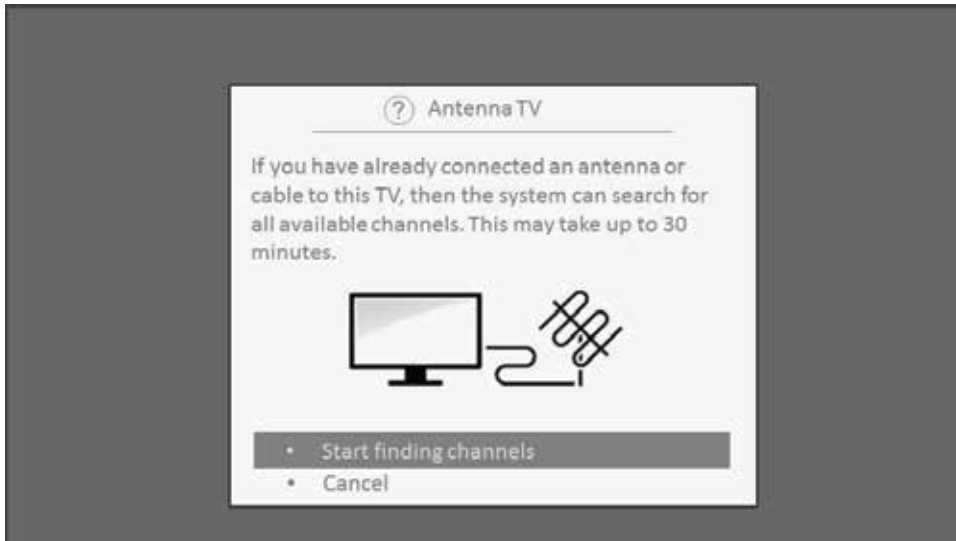 ? Antenna TV
If you have already connected an antenna or
cable to this TV, then the system can search for
all available channels. This may take up to 30
minutes.
• Start finding channels
• Cancel